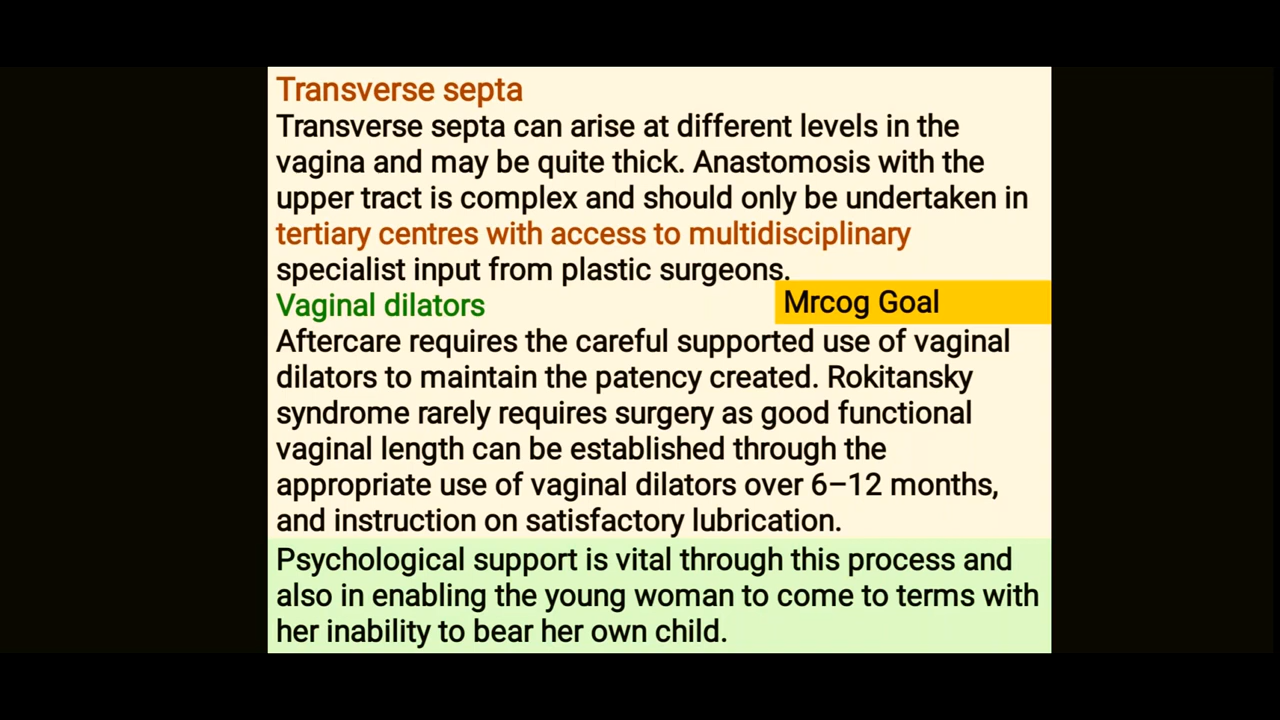 Transverse septa
Transverse septa can arise at different levels in the
vagina and may be quite thick. Anastomosis with the
upper tract is complex and should only be undertaken in
tertiary centres with access to multidisciplinary
specialist input from plastic surgeons.
Vaginal dilators
Mrcog Goal
Aftercare requires the careful supported use of vaginal
dilators to maintain the patency created. Rokitansky
syndrome rarely requires surgery as good functional
vaginal length can be established through the
appropriate use of vaginal dilators over 6–12 months,
and instruction on satisfactory lubrication.
Psychological support is vital through this process and
also in enabling the young woman to come to terms with
her inability to bear her own child.